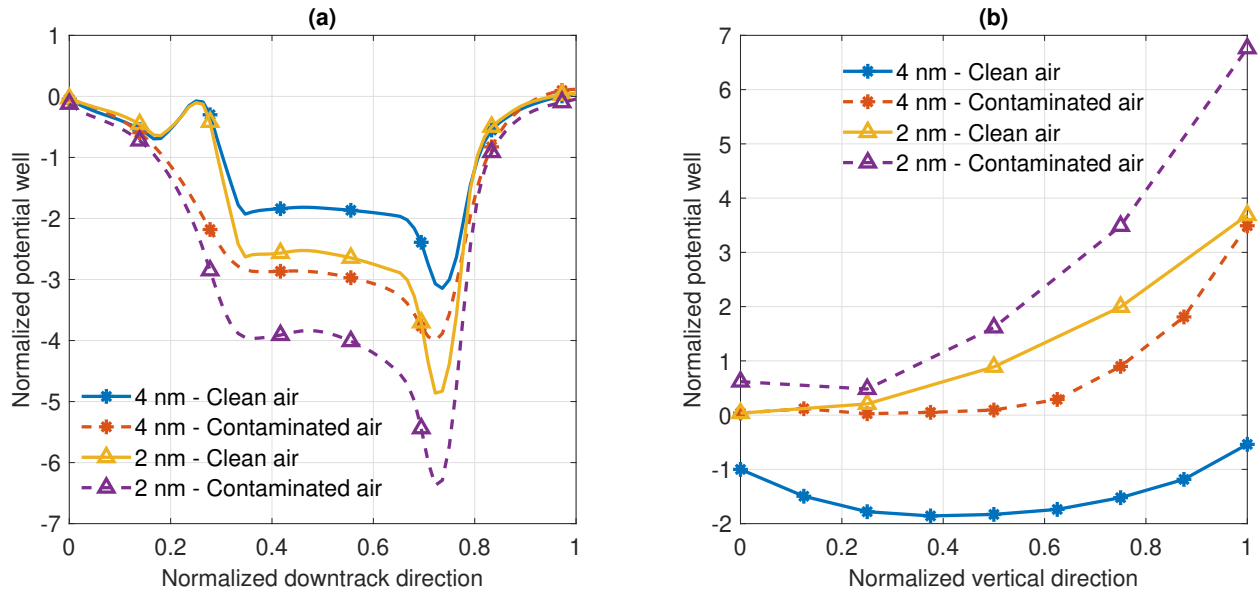 (a)
Normalized potential well
1
0
-1
-2
-3
-4
-5
-6
-7
4 nm - Clean air
4 nm - Contaminated air
2 nm - Clean air
2 nm - Contaminated air
0
0.2
0.4
0.6
0.8
1
Normalized downtrack direction
(b)
Normalized potential well
7
6
5
4
3
2
1
0
-1
-2
4 nm - Clean air
4 nm - Contaminated air
2 nm - Clean air
2 nm - Contaminated air
0
0.2
0.4
0.6
0.8
1
Normalized vertical direction